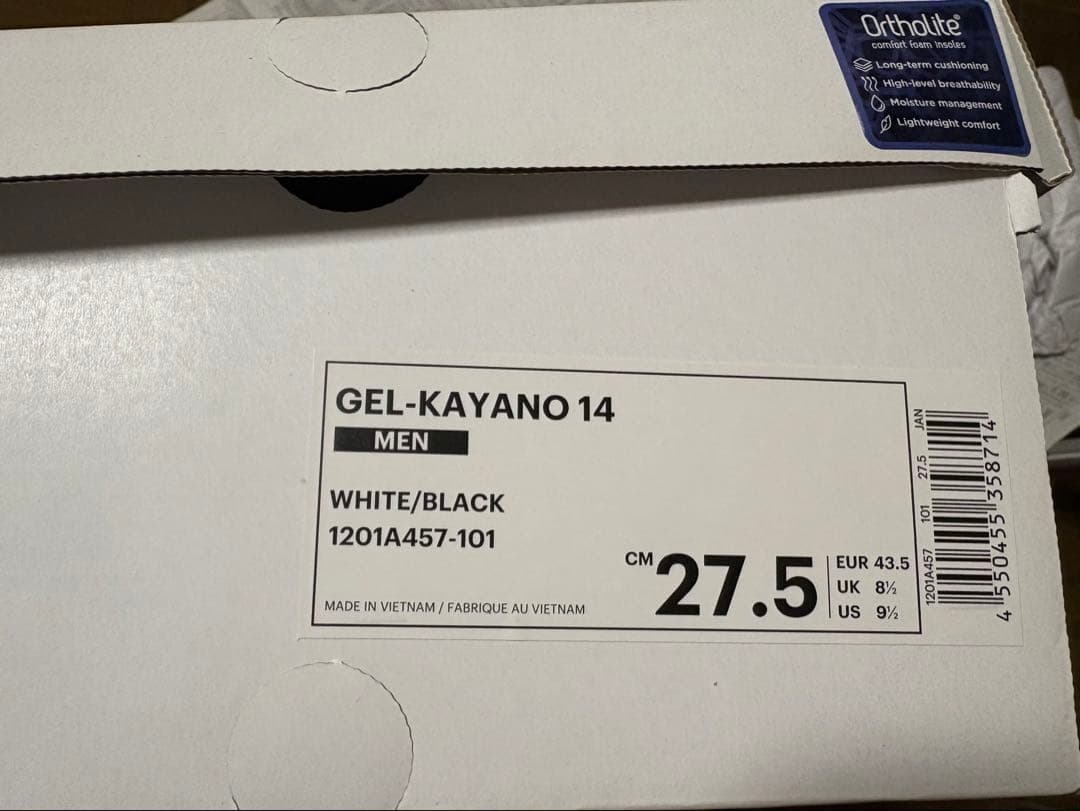 Ortholite®
comfort foam insoles
Long-term cushioning
High-level breathability
Moisture management
Lightweight comfort
GEL-KAYANO 14
MEN
WHITE/BLACK
1201A457-101
MADE IN VIETNAM / FABRIQUE AU VIETNAM
CM 27.5
EUR 43.5
UK 8½
US 9½
1201A457 101 27.5 JAN
4 550455 358714